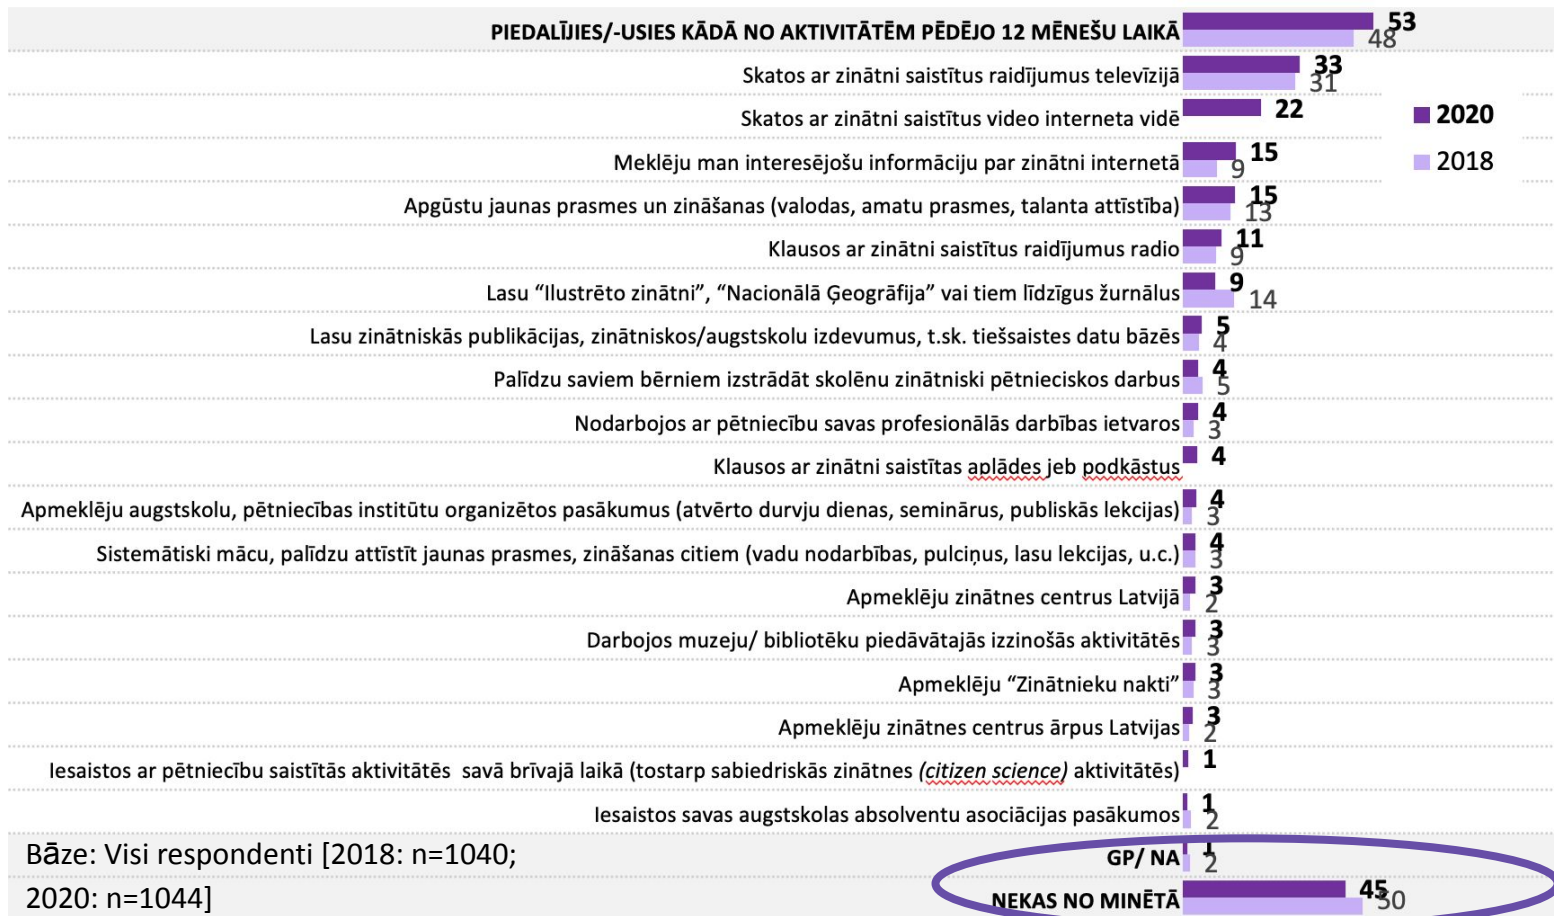 PIEDALĪJIES/-USIES KĀDĀ NO AKTIVITĀTĒM PĒDĒJO 12 MĒNEŠU LAIKĀ 53 48
Skatos ar zinātni saistītus raidījumus televīzijā 33 31
Skatos ar zinātni saistītus video interneta vidē 22
2020
Meklēju man interesējošu informāciju par zinātni internetā 15 9
2018
Apgūstu jaunas prasmes un zināšanas (valodas, amatu prasmes, talanta attīstība) 15 13
Klausos ar zinātni saistītus raidījumus radio 11 9
Lasu “Ilustrēto zinātni”, “Nacionālā Ģeogrāfija” vai tiem līdzīgus žurnālus 9 14
Lasu zinātniskās publikācijas, zinātniskos/augstskolu izdevumus, t.sk. tiešsaistes datu bāzēs 5 4
Palīdzu saviem bērniem izstrādāt skolēnu zinātniski pētnieciskos darbus 4 5
Nodarbojos ar pētniecību savas profesionālās darbības ietvaros 4 3
Klausos ar zinātni saistītas aplādes jeb podkāstus 4
Apmeklēju augstskolu, pētniecības institūtu organizētos pasākumus (atvērto durvju dienas, seminārus, publiskās lekcijas) 4 3
Sistemātiski mācu, palīdzu attīstīt jaunas prasmes, zināšanas citiem (vadu nodarbības, pulciņus, lasu lekcijas, u.c.) 4 3
Apmeklēju zinātnes centrus Latvijā 3 2
Darbojos muzeju/ bibliotēku piedāvātajās izzinošās aktivitātēs 3 3
Apmeklēju “Zinātnieku nakti” 3 3
Apmeklēju zinātnes centrus ārpus Latvijas 3 2
Iesaistos ar pētniecību saistītās aktivitātēs savā brīvajā laikā (tostarp sabiedriskās zinātnes (citizen science) aktivitātēs) 1
Iesaistos savas augstskolas absolventu asociācijas pasākumos 1 2
Bāze: Visi respondenti [2018: n=1040;
GP/ NA 1 2
2020: n=1044]
NEKAS NO MINĒTĀ 45 50